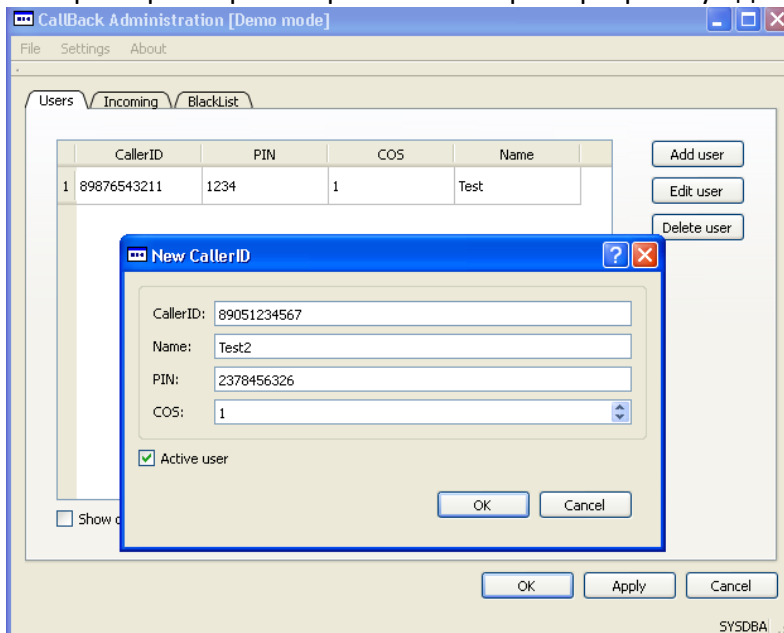 CallBack Administration [Demo mode]
File Settings About
Users Incoming BlackList
CallerID PIN COS Name
1 89876543211 1234 1 Test
Add user
Edit user
Delete user
New CallerID
CallerID: 89051234567
Name: Test2
PIN: 2378456326
COS: 1
Active user
OK Cancel
Show
OK Apply Cancel
SYSDBA